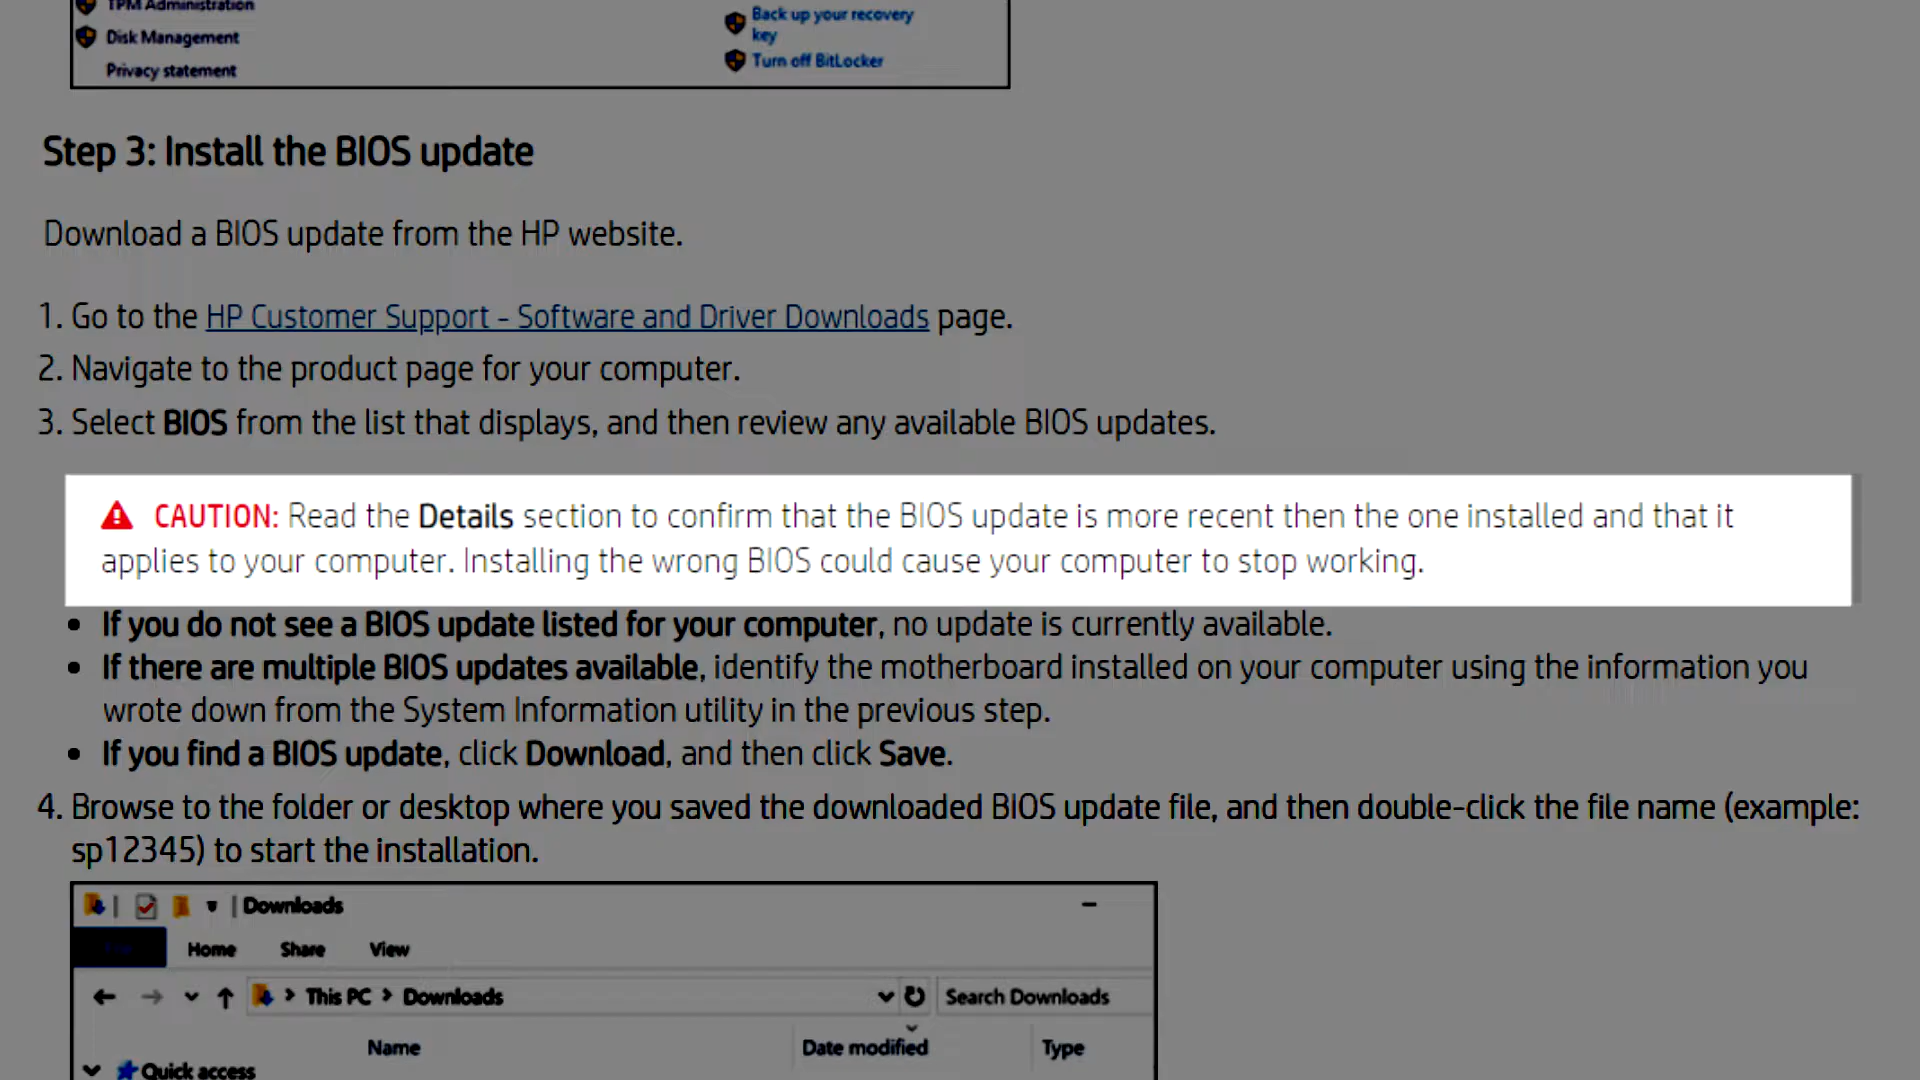 TPM Administration
Back up your recovery
key
Disk Management
Turn off BitLocker
Privacy statement
Step 3: Install the BIOS update
Download a BIOS update from the HP website.
1. Go to the HP Customer Support - Software and Driver Downloads page.
2. Navigate to the product page for your computer.
3. Select BIOS from the list that displays, and then review any available BIOS updates.
CAUTION: Read the Details section to confirm that the BIOS update is more recent then the one installed and that it
applies to your computer. Installing the wrong BIOS could cause your computer to stop working.
• If you do not see a BIOS update listed for your computer, no update is currently available.
• If there are multiple BIOS updates available, identify the motherboard installed on your computer using the information you
wrote down from the System Information utility in the previous step.
• If you find a BIOS update, click Download, and then click Save.
4. Browse to the folder or desktop where you saved the downloaded BIOS update file, and then double-click the file name (example:
sp12345) to start the installation.
Downloads
Home Share View
This PC > Downloads
Search Downloads
Name Date modified Type
Quick access